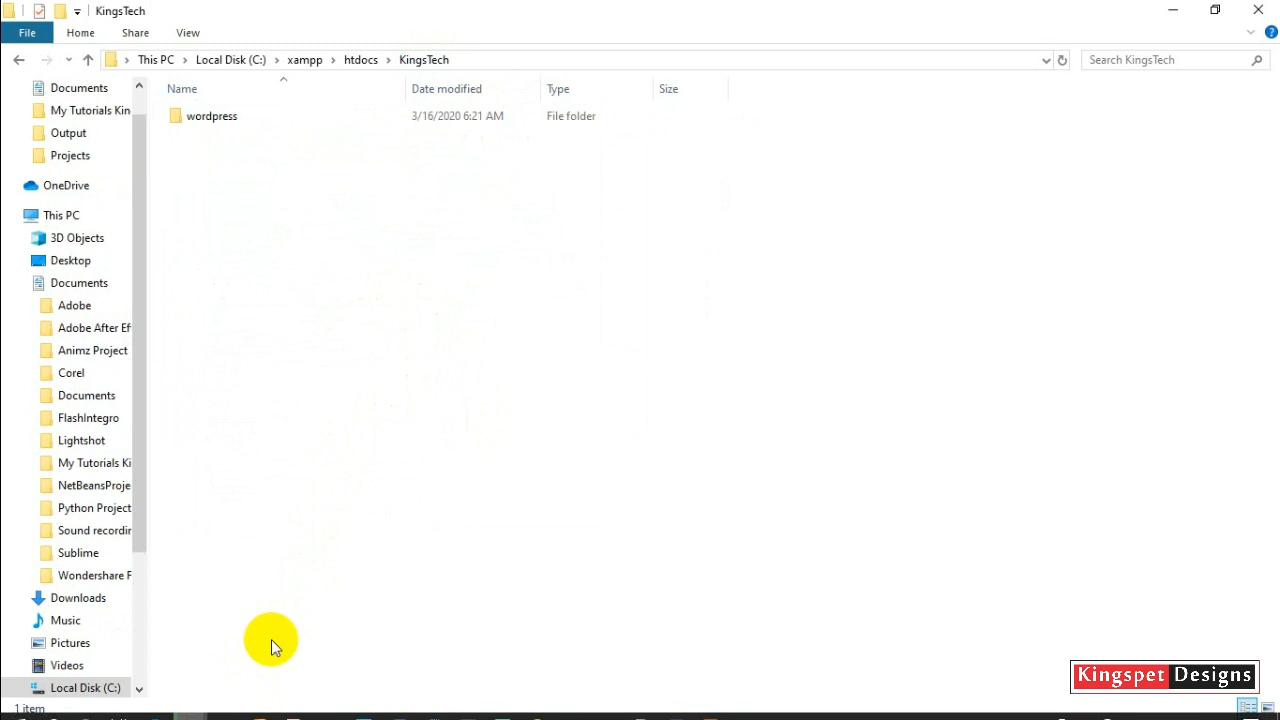 KingsTech
File Home Share View
This PC Local Disk (C:) xampp htdocs KingsTech Search KingsTech
Name Date modified Type Size
wordpress 3/16/2020 6:21 AM File folder
Documents
My Tutorials Kin
Output
Projects
OneDrive
This PC
3D Objects
Desktop
Documents
Adobe
Adobe After Ef
Animz Project
Corel
Documents
FlashIntegro
Lightshot
My Tutorials Ki
NetBeansProje
Python Project
Sound recordin
Sublime
Wondershare F
Downloads
Music
Pictures
Videos
Local Disk (C:)
1 item
Kingspet Designs